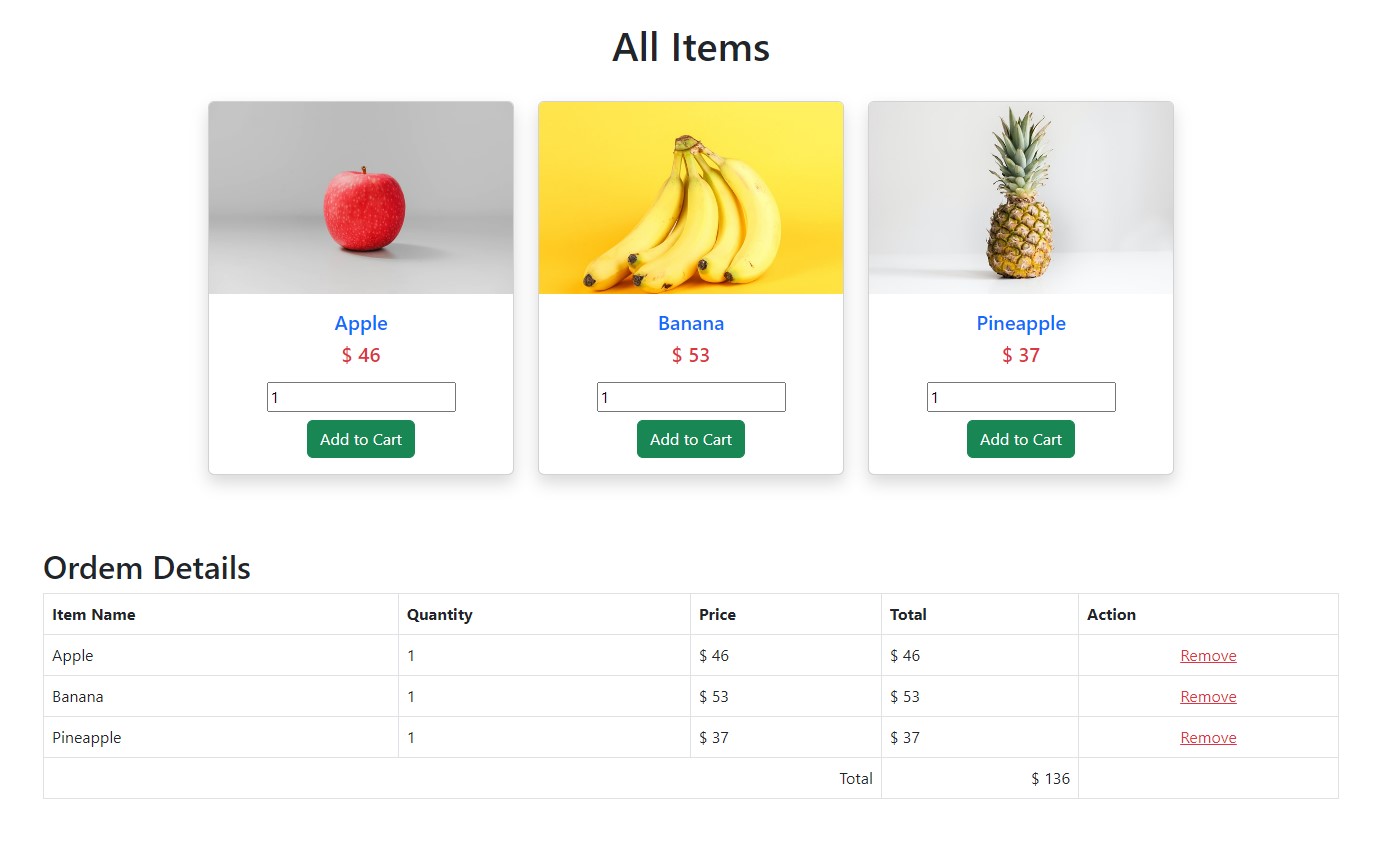 All Items
Apple Banana Pineapple
$ 46 $ 53 $ 37
1 1 1
Add to Cart Add to Cart Add to Cart
Ordem Details
Item Name Quantity Price Total Action
Apple 1 $ 46 $ 46 Remove
Banana 1 $ 53 $ 53 Remove
Pineapple 1 $ 37 $ 37 Remove
Total $ 136